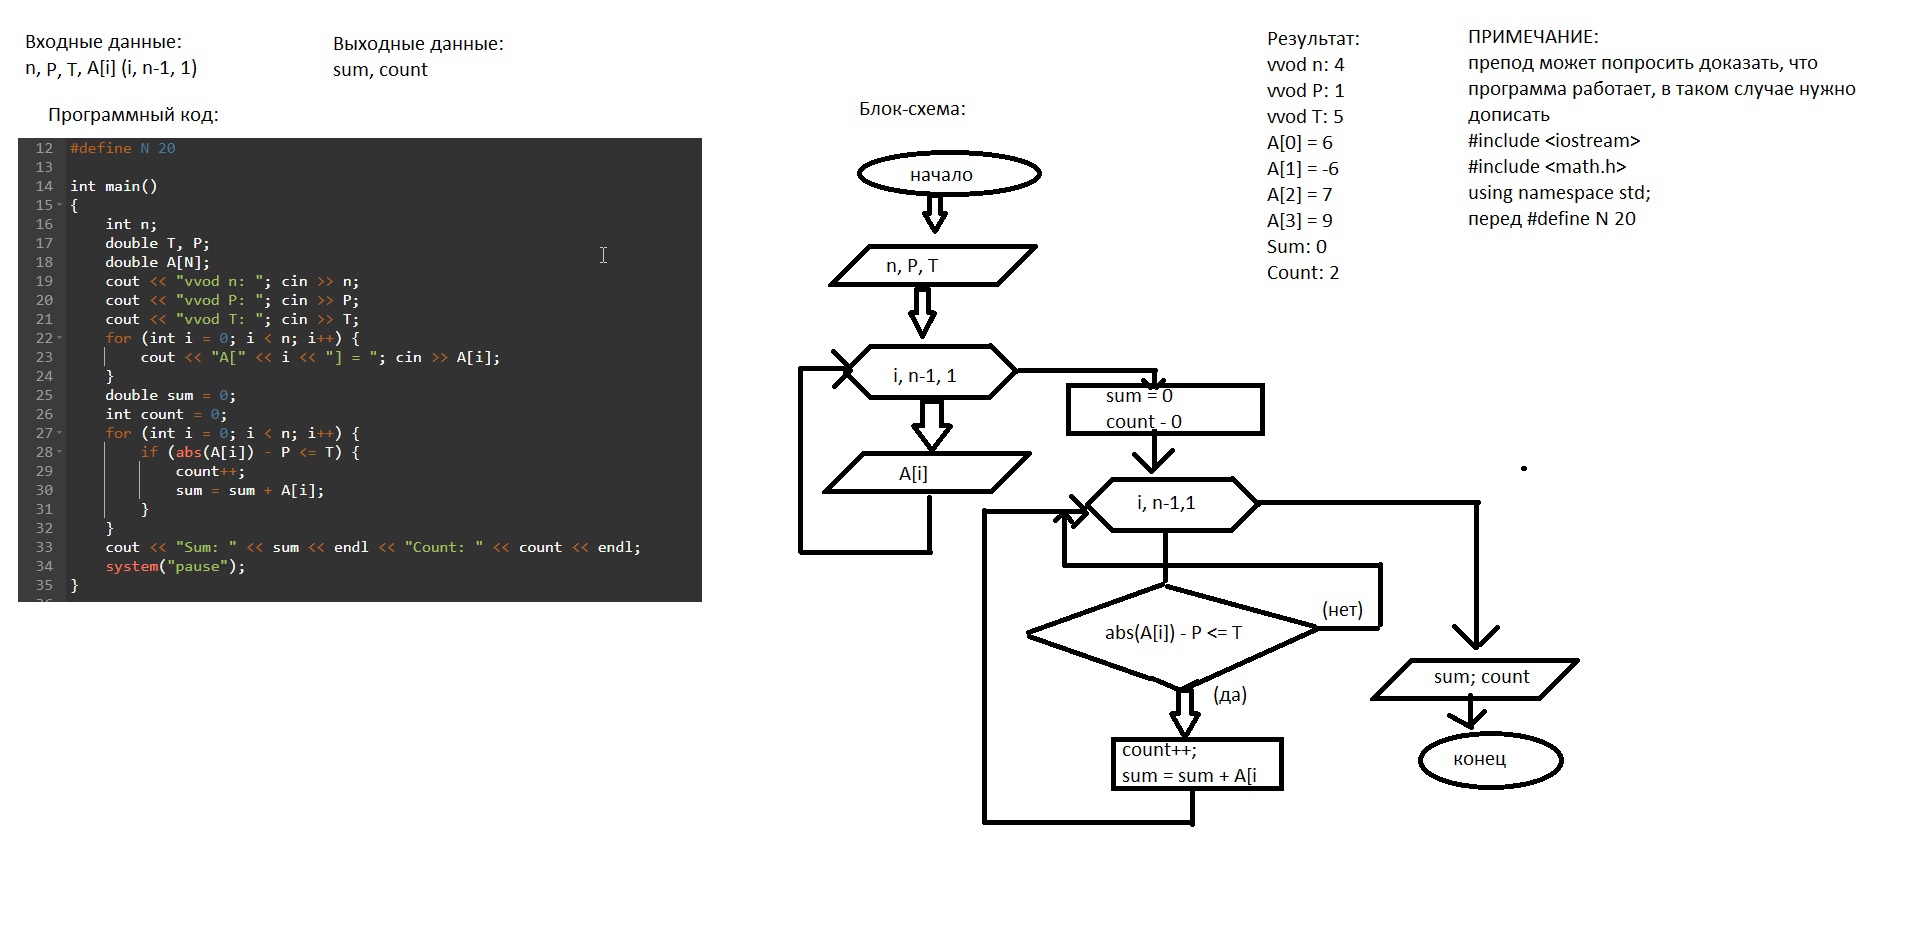 Входные данные:
n, P, T, A[i] (i, n-1, 1)
Выходные данные:
sum, count
Программный код:
12 #define N 20
13
14 int main()
15 {
16     int n;
17     double T, P;
18     double A[N];
19     cout << "vvod n: "; cin >> n;
20     cout << "vvod P: "; cin >> P;
21     cout << "vvod T: "; cin >> T;
22     for (int i = 0; i < n; i++) {
23         cout << "A[" << i << "] = "; cin >> A[i];
24     }
25     double sum = 0;
26     int count = 0;
27     for (int i = 0; i < n; i++) {
28         if (abs(A[i]) - P <= T) {
29             count++;
30             sum = sum + A[i];
31         }
32     }
33     cout << "Sum: " << sum << endl << "Count: " << count << endl;
34     system("pause");
35 }
Блок-схема:
начало
n, P, T
i, n-1, 1
A[i]
sum = 0
count - 0
i, n-1,1
abs(A[i]) - P <= T
(нет)
(да)
count++;
sum = sum + A[i
sum; count
конец
Результат:
vvod n: 4
vvod P: 1
vvod T: 5
A[0] = 6
A[1] = -6
A[2] = 7
A[3] = 9
Sum: 0
Count: 2
ПРИМЕЧАНИЕ:
препод может попросить доказать, что
программа работает, в таком случае нужно
дописать
#include <iostream>
#include <math.h>
using namespace std;
перед #define N 20